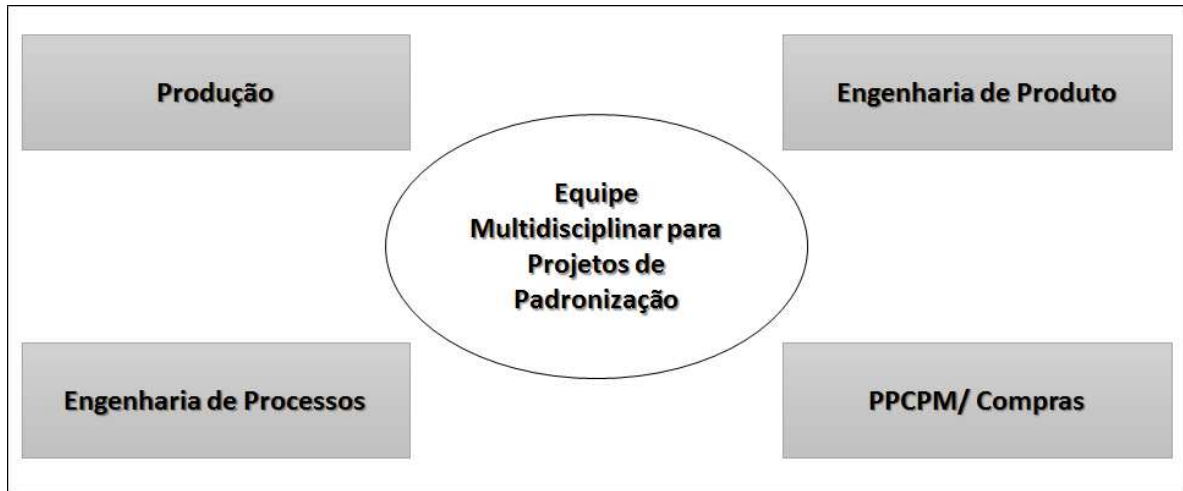 Produção
Engenharia de Produto
Equipe
Multidisciplinar para
Projetos de
Padronização
Engenharia de Processos
PPCPM/ Compras